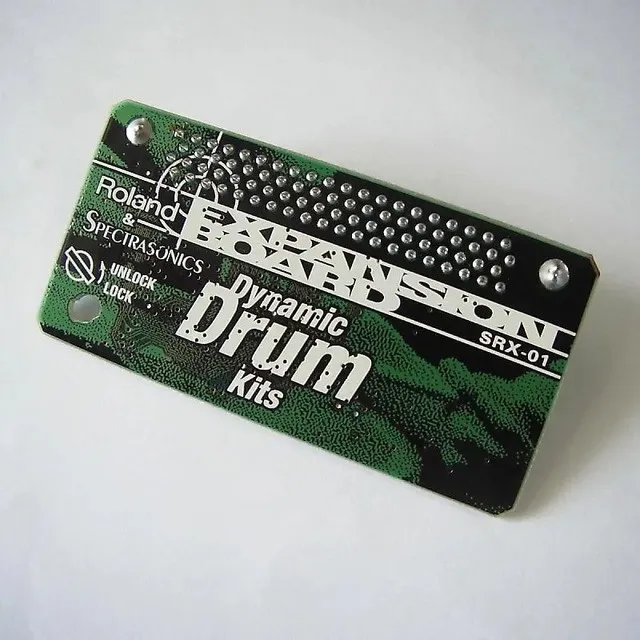 Roland
&
SPECTRASONICS
EXPANSION
BOARD
SRX-01
UNLOCK
LOCK
Dynamic
Drum
Kits